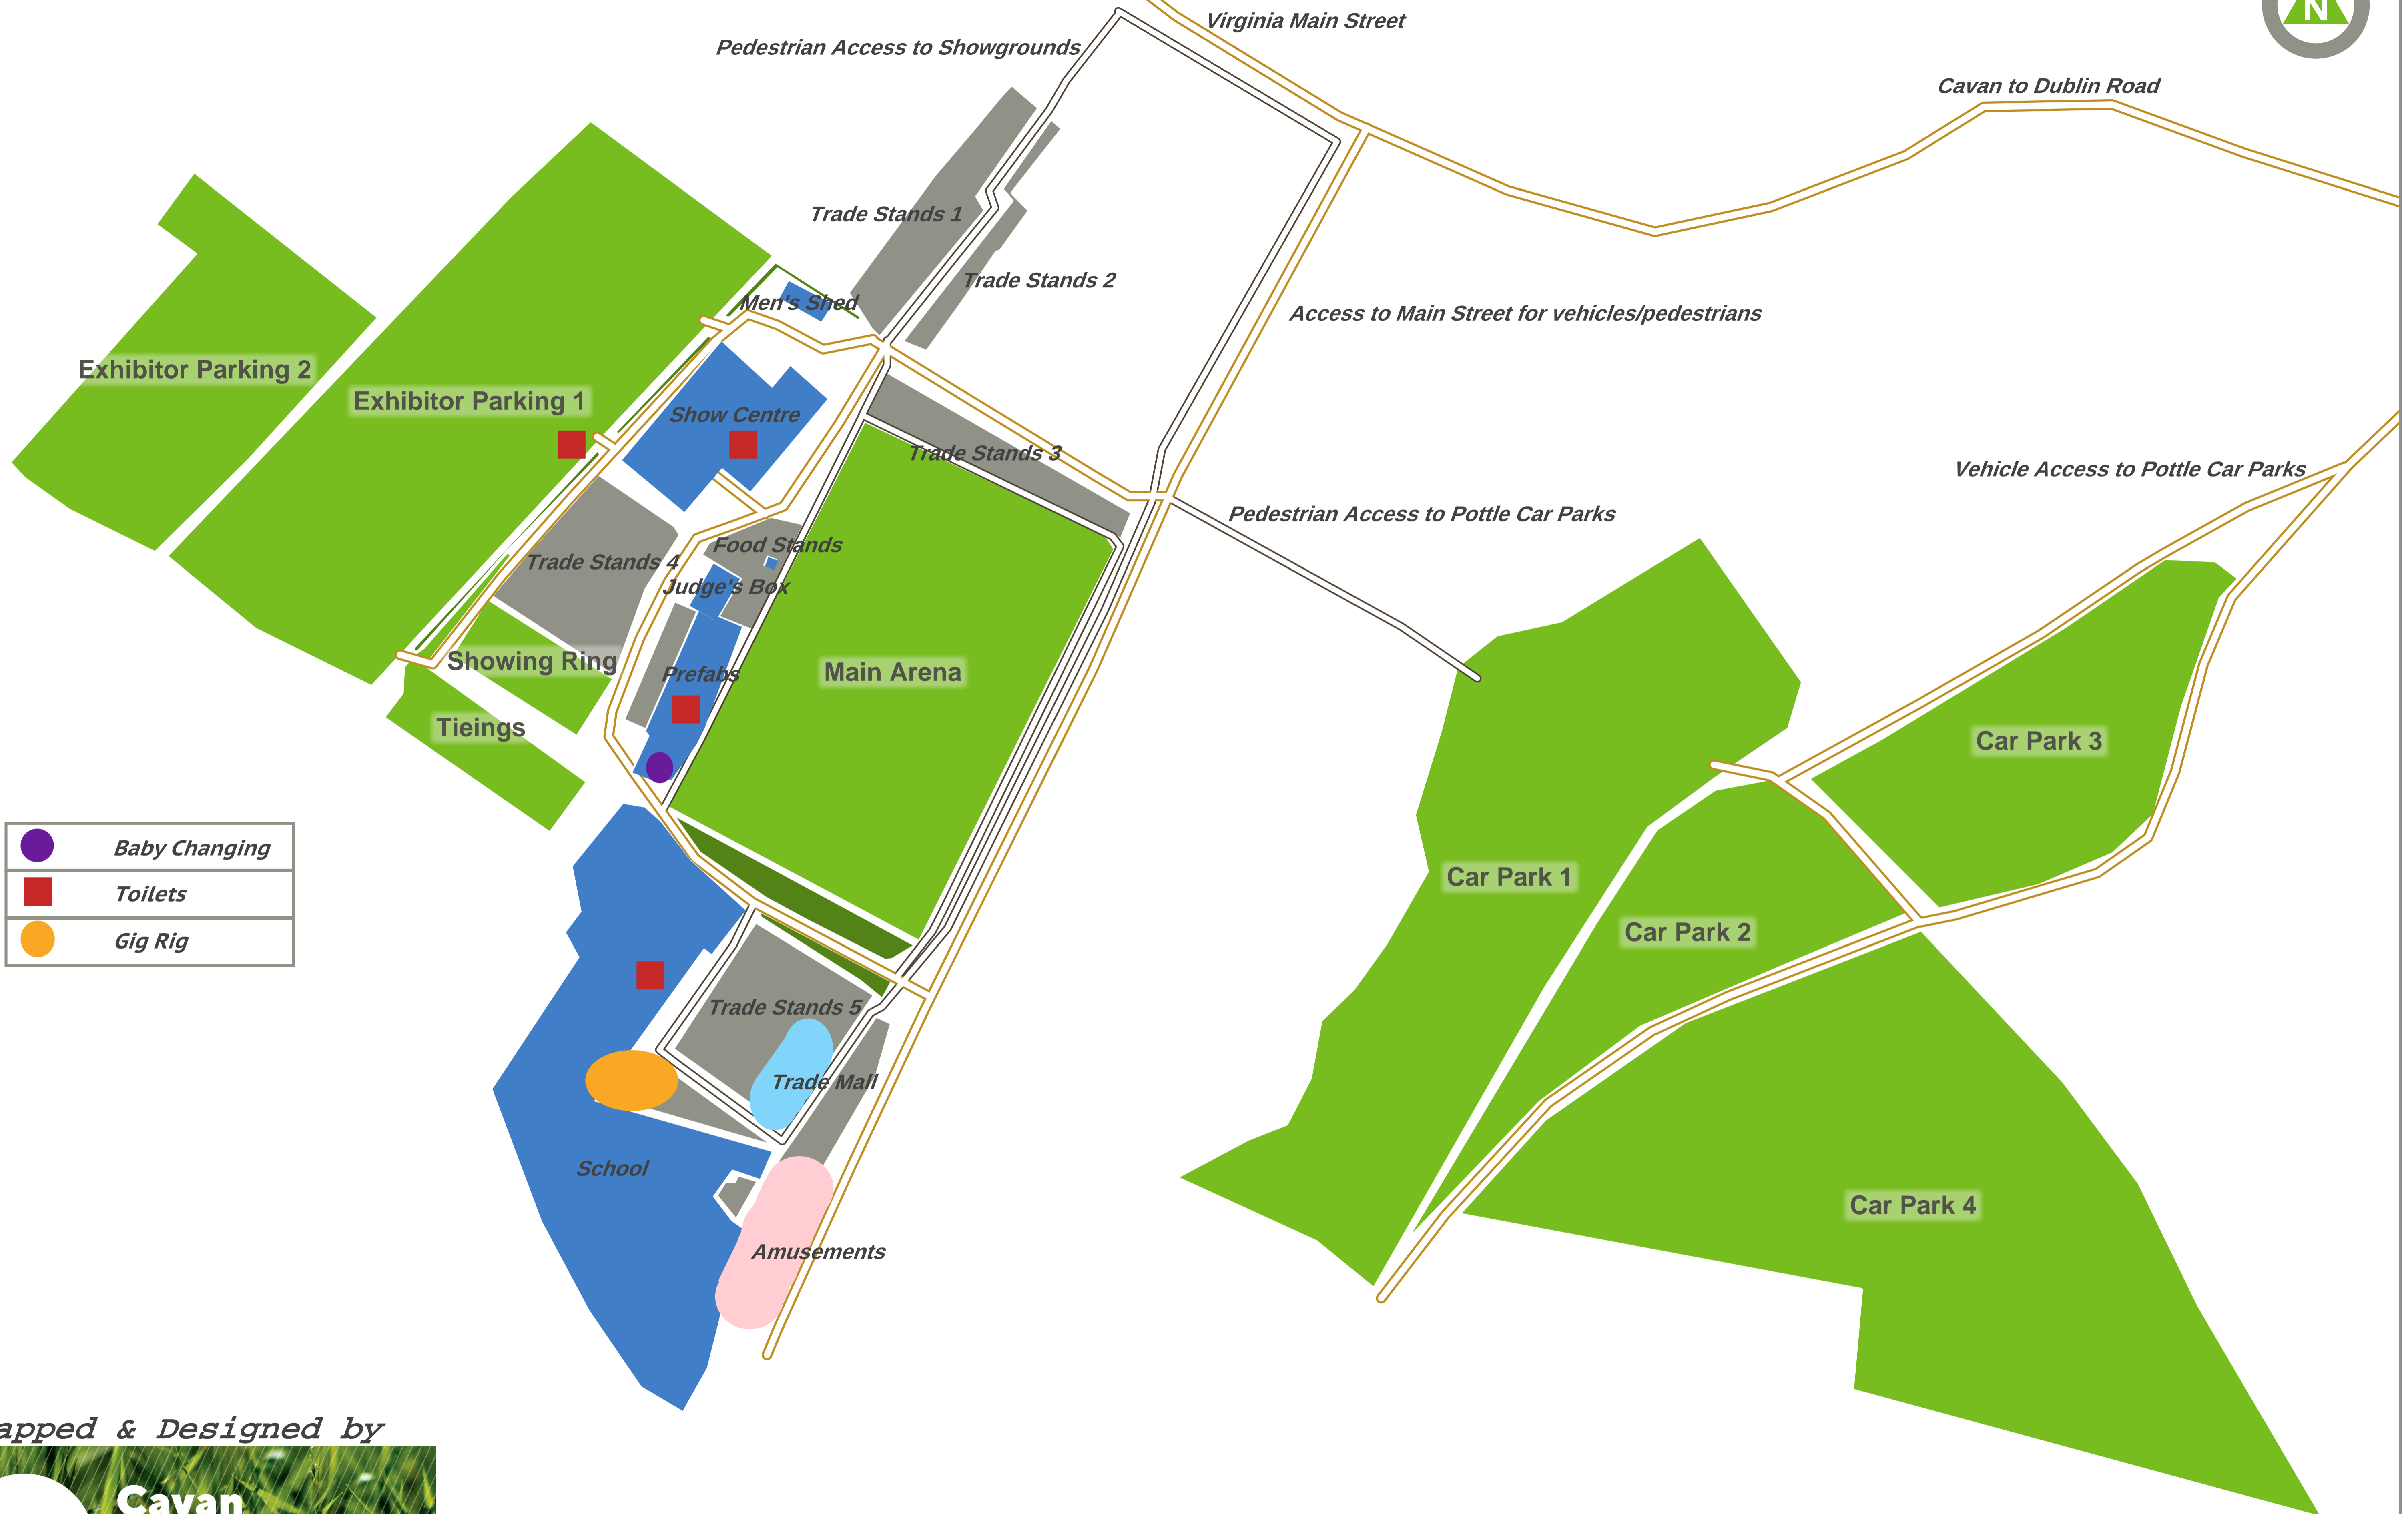 N
Virginia Main Street
Pedestrian Access to Showgrounds
Cavan to Dublin Road
Trade Stands 1
Trade Stands 2
Men's Shed
Access to Main Street for vehicles/pedestrians
Exhibitor Parking 2
Exhibitor Parking 1
Show Centre
Trade Stands 3
Vehicle Access to Pottle Car Parks
Pedestrian Access to Pottle Car Parks
Food Stands
Trade Stands 4
Judge's Box
Showing Ring
Prefabs
Main Arena
Tieings
Car Park 3
Baby Changing
Toilets
Gig Rig
Car Park 1
Car Park 2
Trade Stands 5
Trade Mall
School
Car Park 4
Amusements
apped & Designed by
Cavan